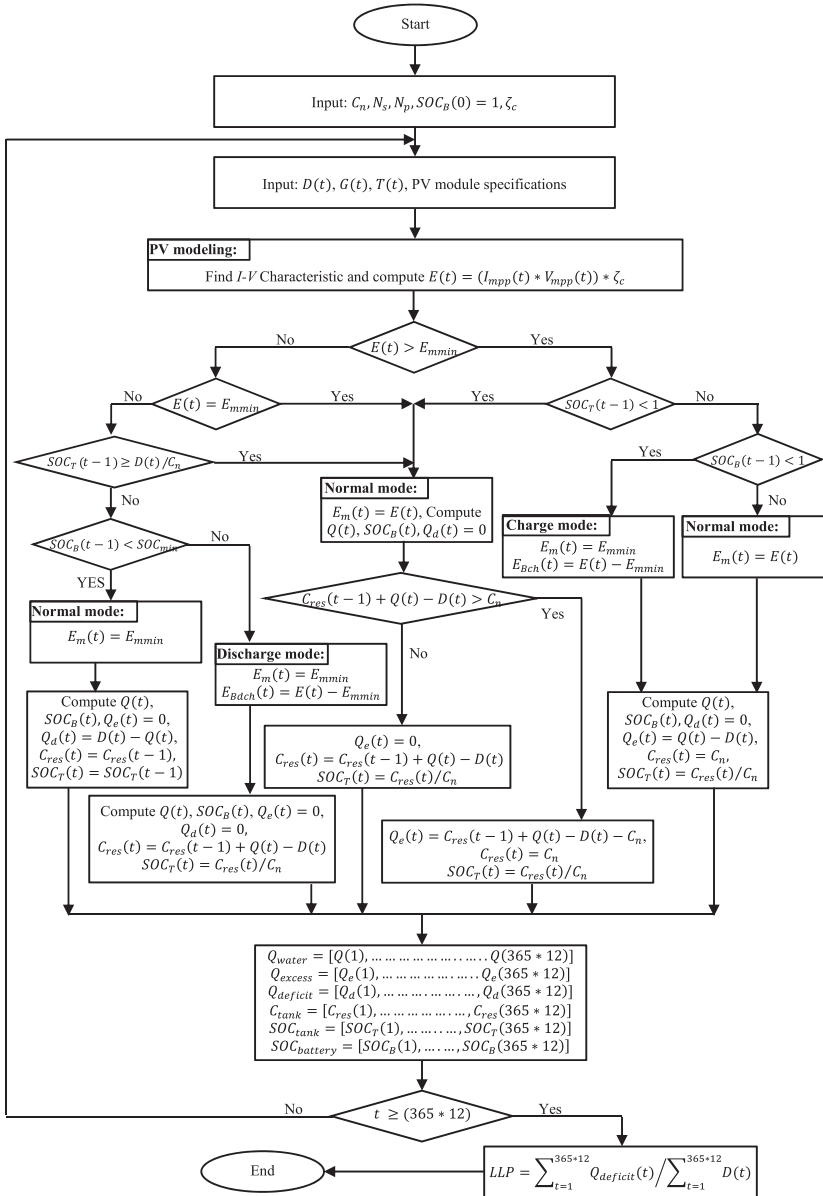 Start
Input: C_n, N_s, N_p, SOC_B(0) = 1, ζ_c
Input: D(t), G(t), T(t), PV module specifications
PV modeling:
Find I-V Characteristic and compute E(t) = (I_mpp(t) * V_mpp(t)) * ζ_c
No
E(t) > E_mmin
Yes
No
E(t) = E_mmin
Yes
Yes
SOC_T(t − 1) < 1
No
SOC_T(t − 1) ≥ D(t)/C_n
Yes
Yes
SOC_B(t − 1) < 1
No
No
SOC_B(t − 1) < SOC_min
No
YES
Normal mode:
E_m(t) = E(t), Compute
Q(t), SOC_B(t), Q_d(t) = 0
Charge mode:
E_m(t) = E_mmin
E_Bch(t) = E(t) − E_mmin
Normal mode:
E_m(t) = E(t)
C_res(t − 1) + Q(t) − D(t) > C_n
Yes
No
Normal mode:
E_m(t) = E_mmin
Discharge mode:
E_m(t) = E_mmin
E_Bdch(t) = E(t) − E_mmin
Compute Q(t),
SOC_B(t), Q_e(t) = 0,
Q_d(t) = D(t) − Q(t),
C_res(t) = C_res(t − 1),
SOC_T(t) = SOC_T(t − 1)
Q_e(t) = 0,
C_res(t) = C_res(t − 1) + Q(t) − D(t)
SOC_T(t) = C_res(t)/C_n
Compute Q(t),
SOC_B(t), Q_d(t) = 0,
Q_e(t) = Q(t) − D(t),
C_res(t) = C_n,
SOC_T(t) = C_res(t)/C_n
Compute Q(t), SOC_B(t), Q_e(t) = 0,
Q_d(t) = 0,
C_res(t) = C_res(t − 1) + Q(t) − D(t)
SOC_T(t) = C_res(t)/C_n
Q_e(t) = C_res(t − 1) + Q(t) − D(t) − C_n,
C_res(t) = C_n
SOC_T(t) = C_res(t)/C_n
Q_water = [Q(1), … … … … … . . … . . Q(365 * 12)]
Q_excess = [Q_e(1), … … … … … . … . . Q_e(365 * 12)]
Q_deficit = [Q_d(1), … … … . … … . … , Q_d(365 * 12)]
C_tank = [C_res(1), … … … … … . … , C_res(365 * 12)]
SOC_tank = [SOC_T(1), … … . . … , SOC_T(365 * 12)]
SOC_battery = [SOC_B(1), … . … , SOC_B(365 * 12)]
No
t ≥ (365 * 12)
Yes
End
LLP = ∑_{t=1}^{365*12} Q_deficit(t) / ∑_{t=1}^{365*12} D(t)